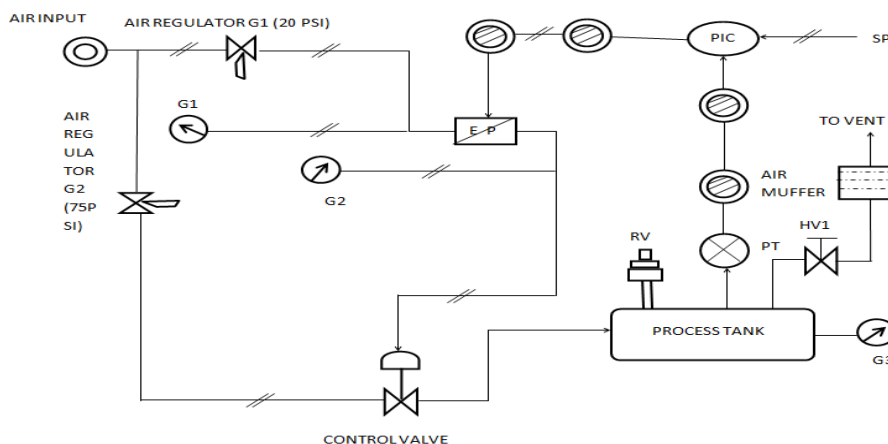 AIR INPUT
AIR REGULATOR G1 (20 PSI)
PIC
SP
G1
AIR
REG
ULA
TOR
G2
(75P
SI)
E P
G2
TO VENT
AIR
MUFFER
HV1
RV
PT
PROCESS TANK
G3
CONTROL VALVE